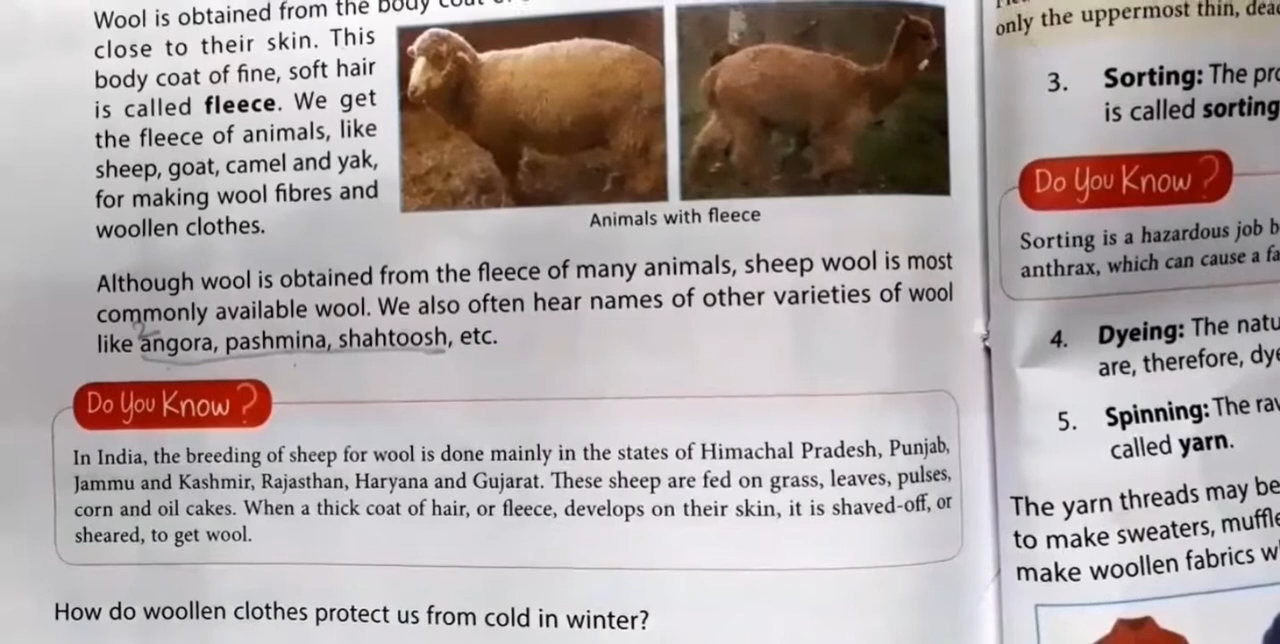 Wool is obtained from the body coat
close to their skin. This
body coat of fine, soft hair
is called fleece. We get
the fleece of animals, like
sheep, goat, camel and yak,
for making wool fibres and
woollen clothes.
Animals with fleece
Although wool is obtained from the fleece of many animals, sheep wool is most
commonly available wool. We also often hear names of other varieties of wool
like angora, pashmina, shahtoosh, etc.
Do You Know?
In India, the breeding of sheep for wool is done mainly in the states of Himachal Pradesh, Punjab,
Jammu and Kashmir, Rajasthan, Haryana and Gujarat. These sheep are fed on grass, leaves, pulses,
corn and oil cakes. When a thick coat of hair, or fleece, develops on their skin, it is shaved-off, or
sheared, to get wool.
How do woollen clothes protect us from cold in winter?
only the uppermost thin,
3. Sorting: The
is called sorting
Do You Know?
Sorting is a hazardous job
anthrax, which can cause a
4. Dyeing: The
are, therefore,
5. Spinning: The
called yarn.
The yarn threads may be
to make sweaters,
make woollen fabrics